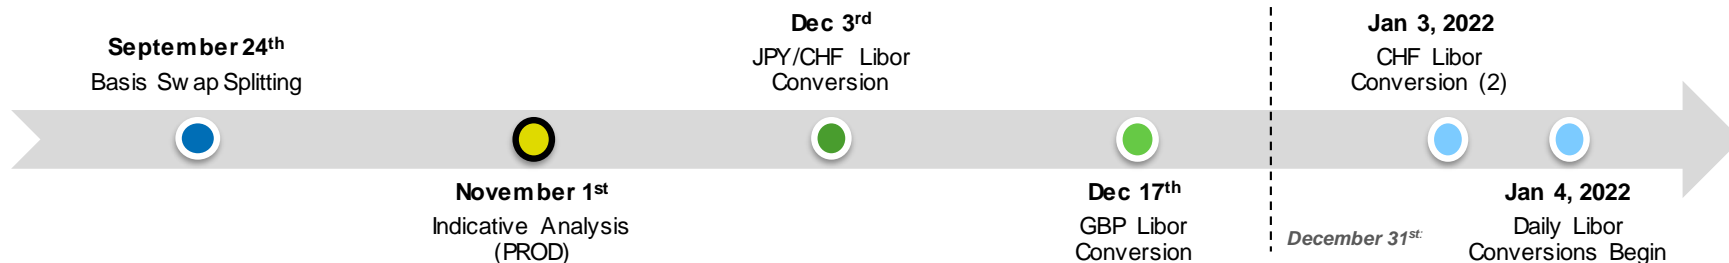 September 24th
Basis Swap Splitting
November 1st
Indicative Analysis
(PROD)
Dec 3rd
JPY/CHF Libor
Conversion
Dec 17th
GBP Libor
Conversion
December 31st:
Jan 3, 2022
CHF Libor
Conversion (2)
Jan 4, 2022
Daily Libor
Conversions Begin